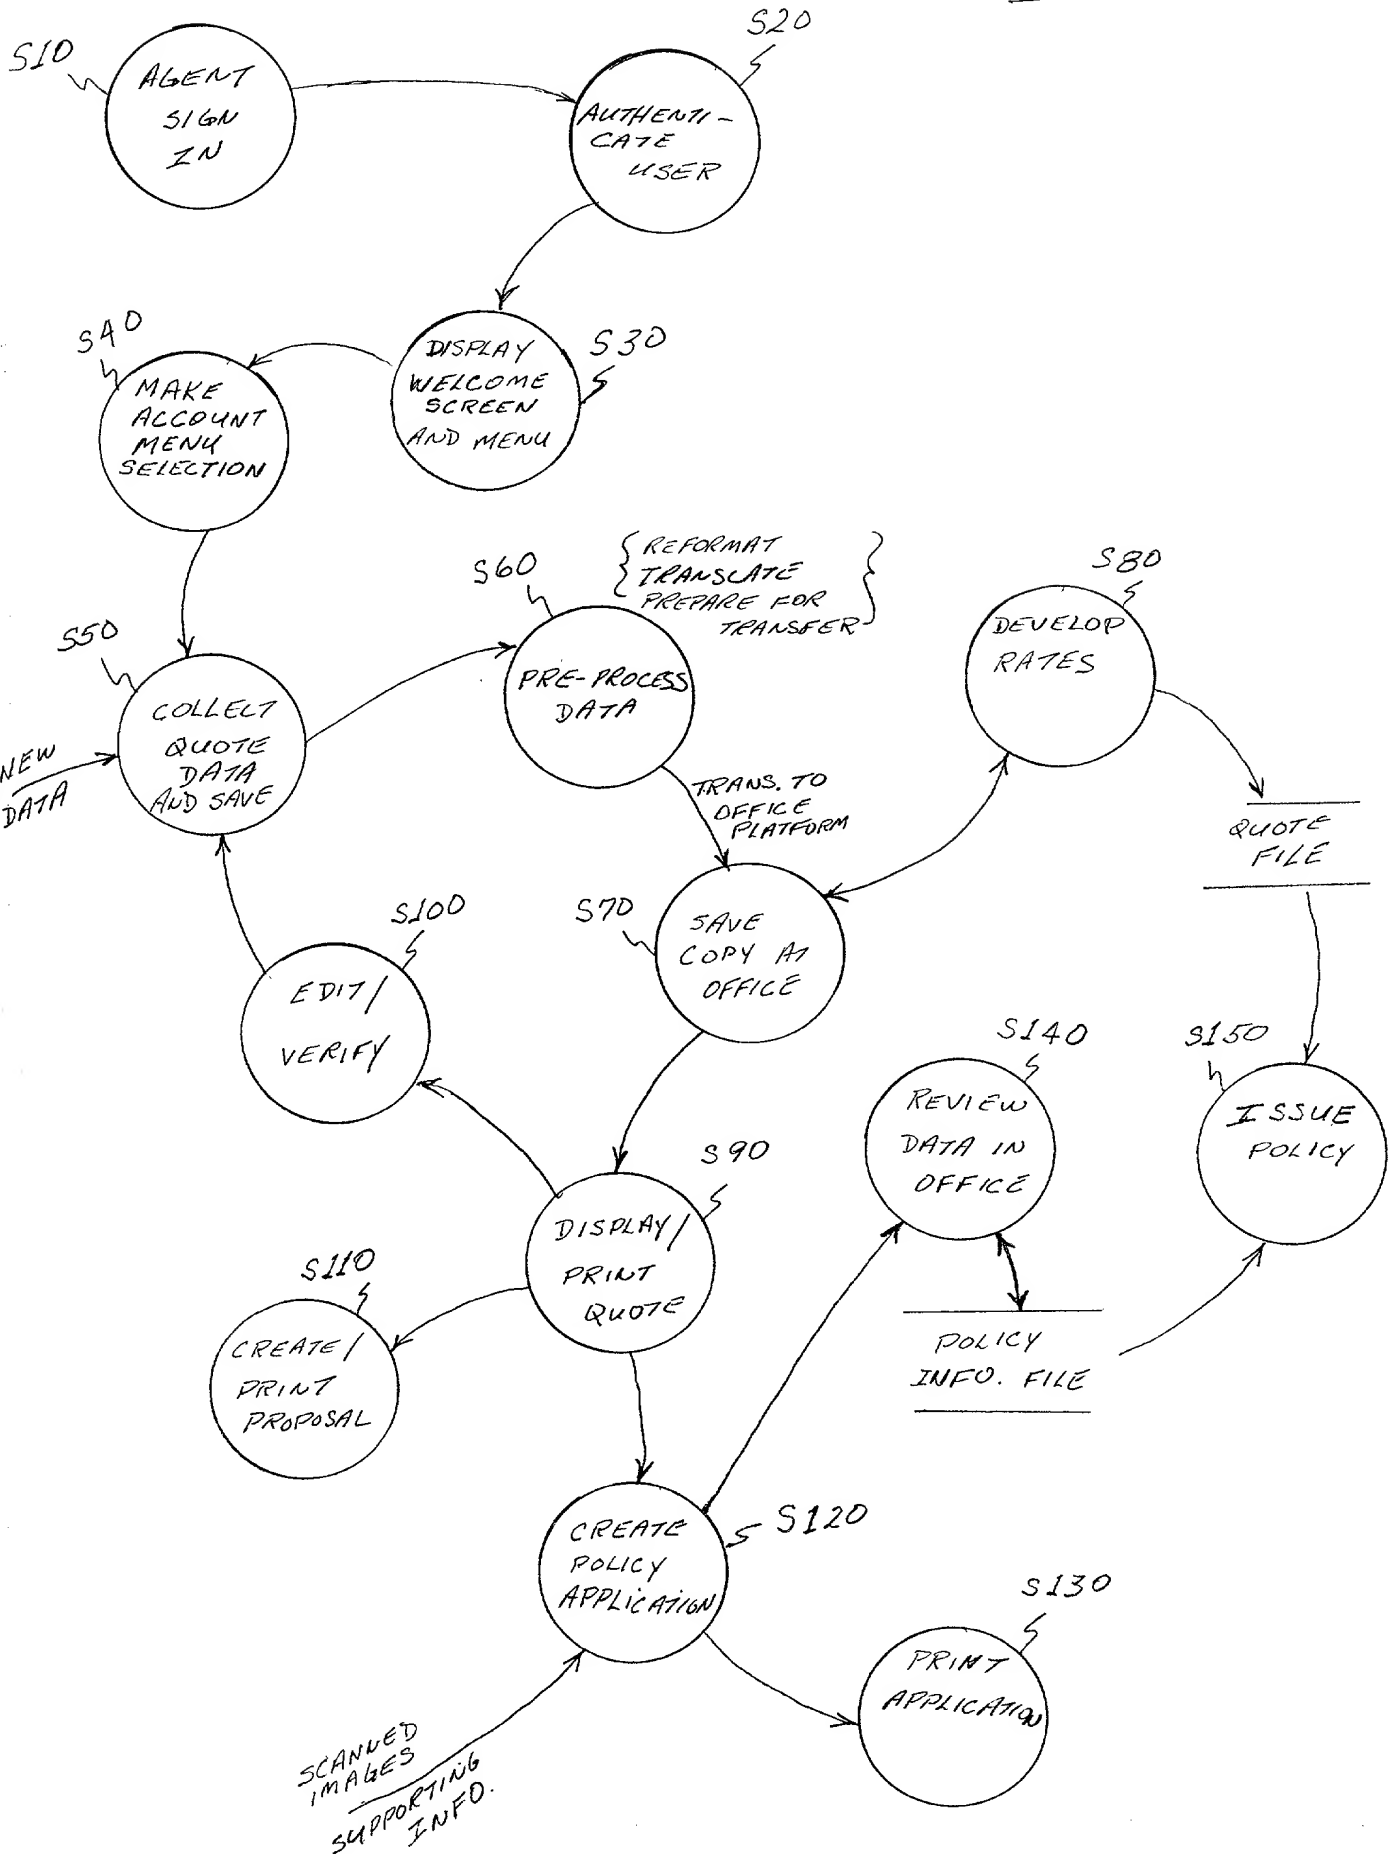 S10
AGENT
SIGN
IN
S20
AUTHENTI-
CATE
USER
S30
DISPLAY
WELCOME
SCREEN
AND MENU
S40
MAKE
ACCOUNT
MENU
SELECTION
S50
COLLECT
QUOTE
DATA
AND SAVE
NEW
DATA
S60
{ REFORMAT }
{ TRANSLATE
PREPARE FOR
TRANSFER
PRE-PROCESS
DATA
TRANS. TO
OFFICE
PLATFORM
S70
SAVE
COPY AT
OFFICE
S80
DEVELOP
RATES
QUOTE
FILE
S90
DISPLAY/
PRINT
QUOTE
S100
EDIT/
VERIFY
S110
CREATE/
PRINT
PROPOSAL
S120
CREATE
POLICY
APPLICATION
SCANNED
IMAGES
SUPPORTING
INFO.
S130
PRINT
APPLICATION
S140
REVIEW
DATA IN
OFFICE
POLICY
INFO. FILE
S150
ISSUE
POLICY